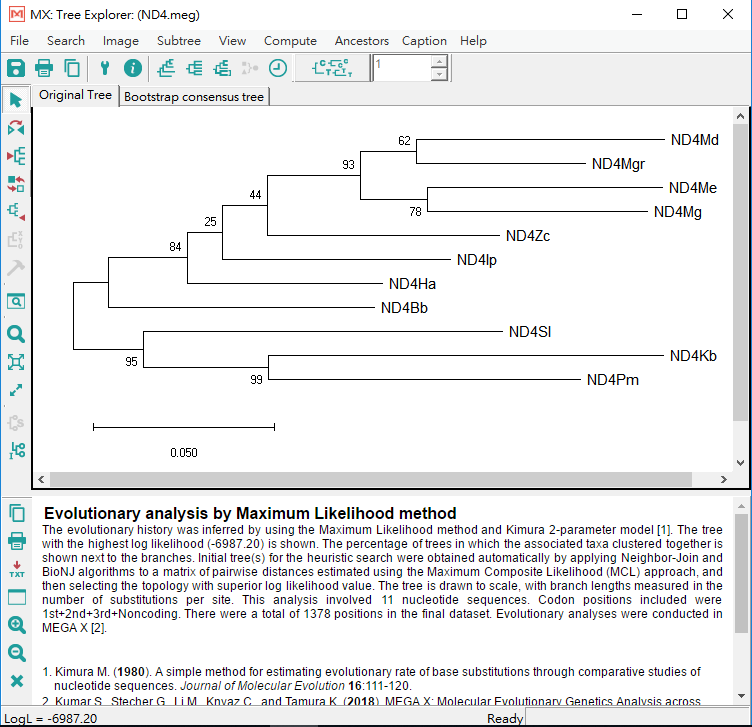 MX: Tree Explorer: (ND4.meg)
File Search Image Subtree View Compute Ancestors Caption Help
1
Original Tree Bootstrap consensus tree
62 ND4Md
93 ND4Mgr
44 ND4Me
78 ND4Mg
25 ND4Zc
84 ND4Ip
ND4Ha
ND4Bb
ND4Sl
95 ND4Kb
99 ND4Pm
0.050
Evolutionary analysis by Maximum Likelihood method
The evolutionary history was inferred by using the Maximum Likelihood method and Kimura 2-parameter model [1]. The tree
with the highest log likelihood (-6987.20) is shown. The percentage of trees in which the associated taxa clustered together is
shown next to the branches. Initial tree(s) for the heuristic search were obtained automatically by applying Neighbor-Join and
BioNJ algorithms to a matrix of pairwise distances estimated using the Maximum Composite Likelihood (MCL) approach, and
then selecting the topology with superior log likelihood value. The tree is drawn to scale, with branch lengths measured in the
number of substitutions per site. This analysis involved 11 nucleotide sequences. Codon positions included were
1st+2nd+3rd+Noncoding. There were a total of 1378 positions in the final dataset. Evolutionary analyses were conducted in
MEGA X [2].
1. Kimura M. (1980). A simple method for estimating evolutionary rate of base substitutions through comparative studies of
nucleotide sequences. Journal of Molecular Evolution 16:111-120.
2. Kumar S., Stecher G., Li M., Knyaz C., and Tamura K. (2018). MEGA X: Molecular Evolutionary Genetics Analysis across
TXT
LogL = -6987.20 Ready